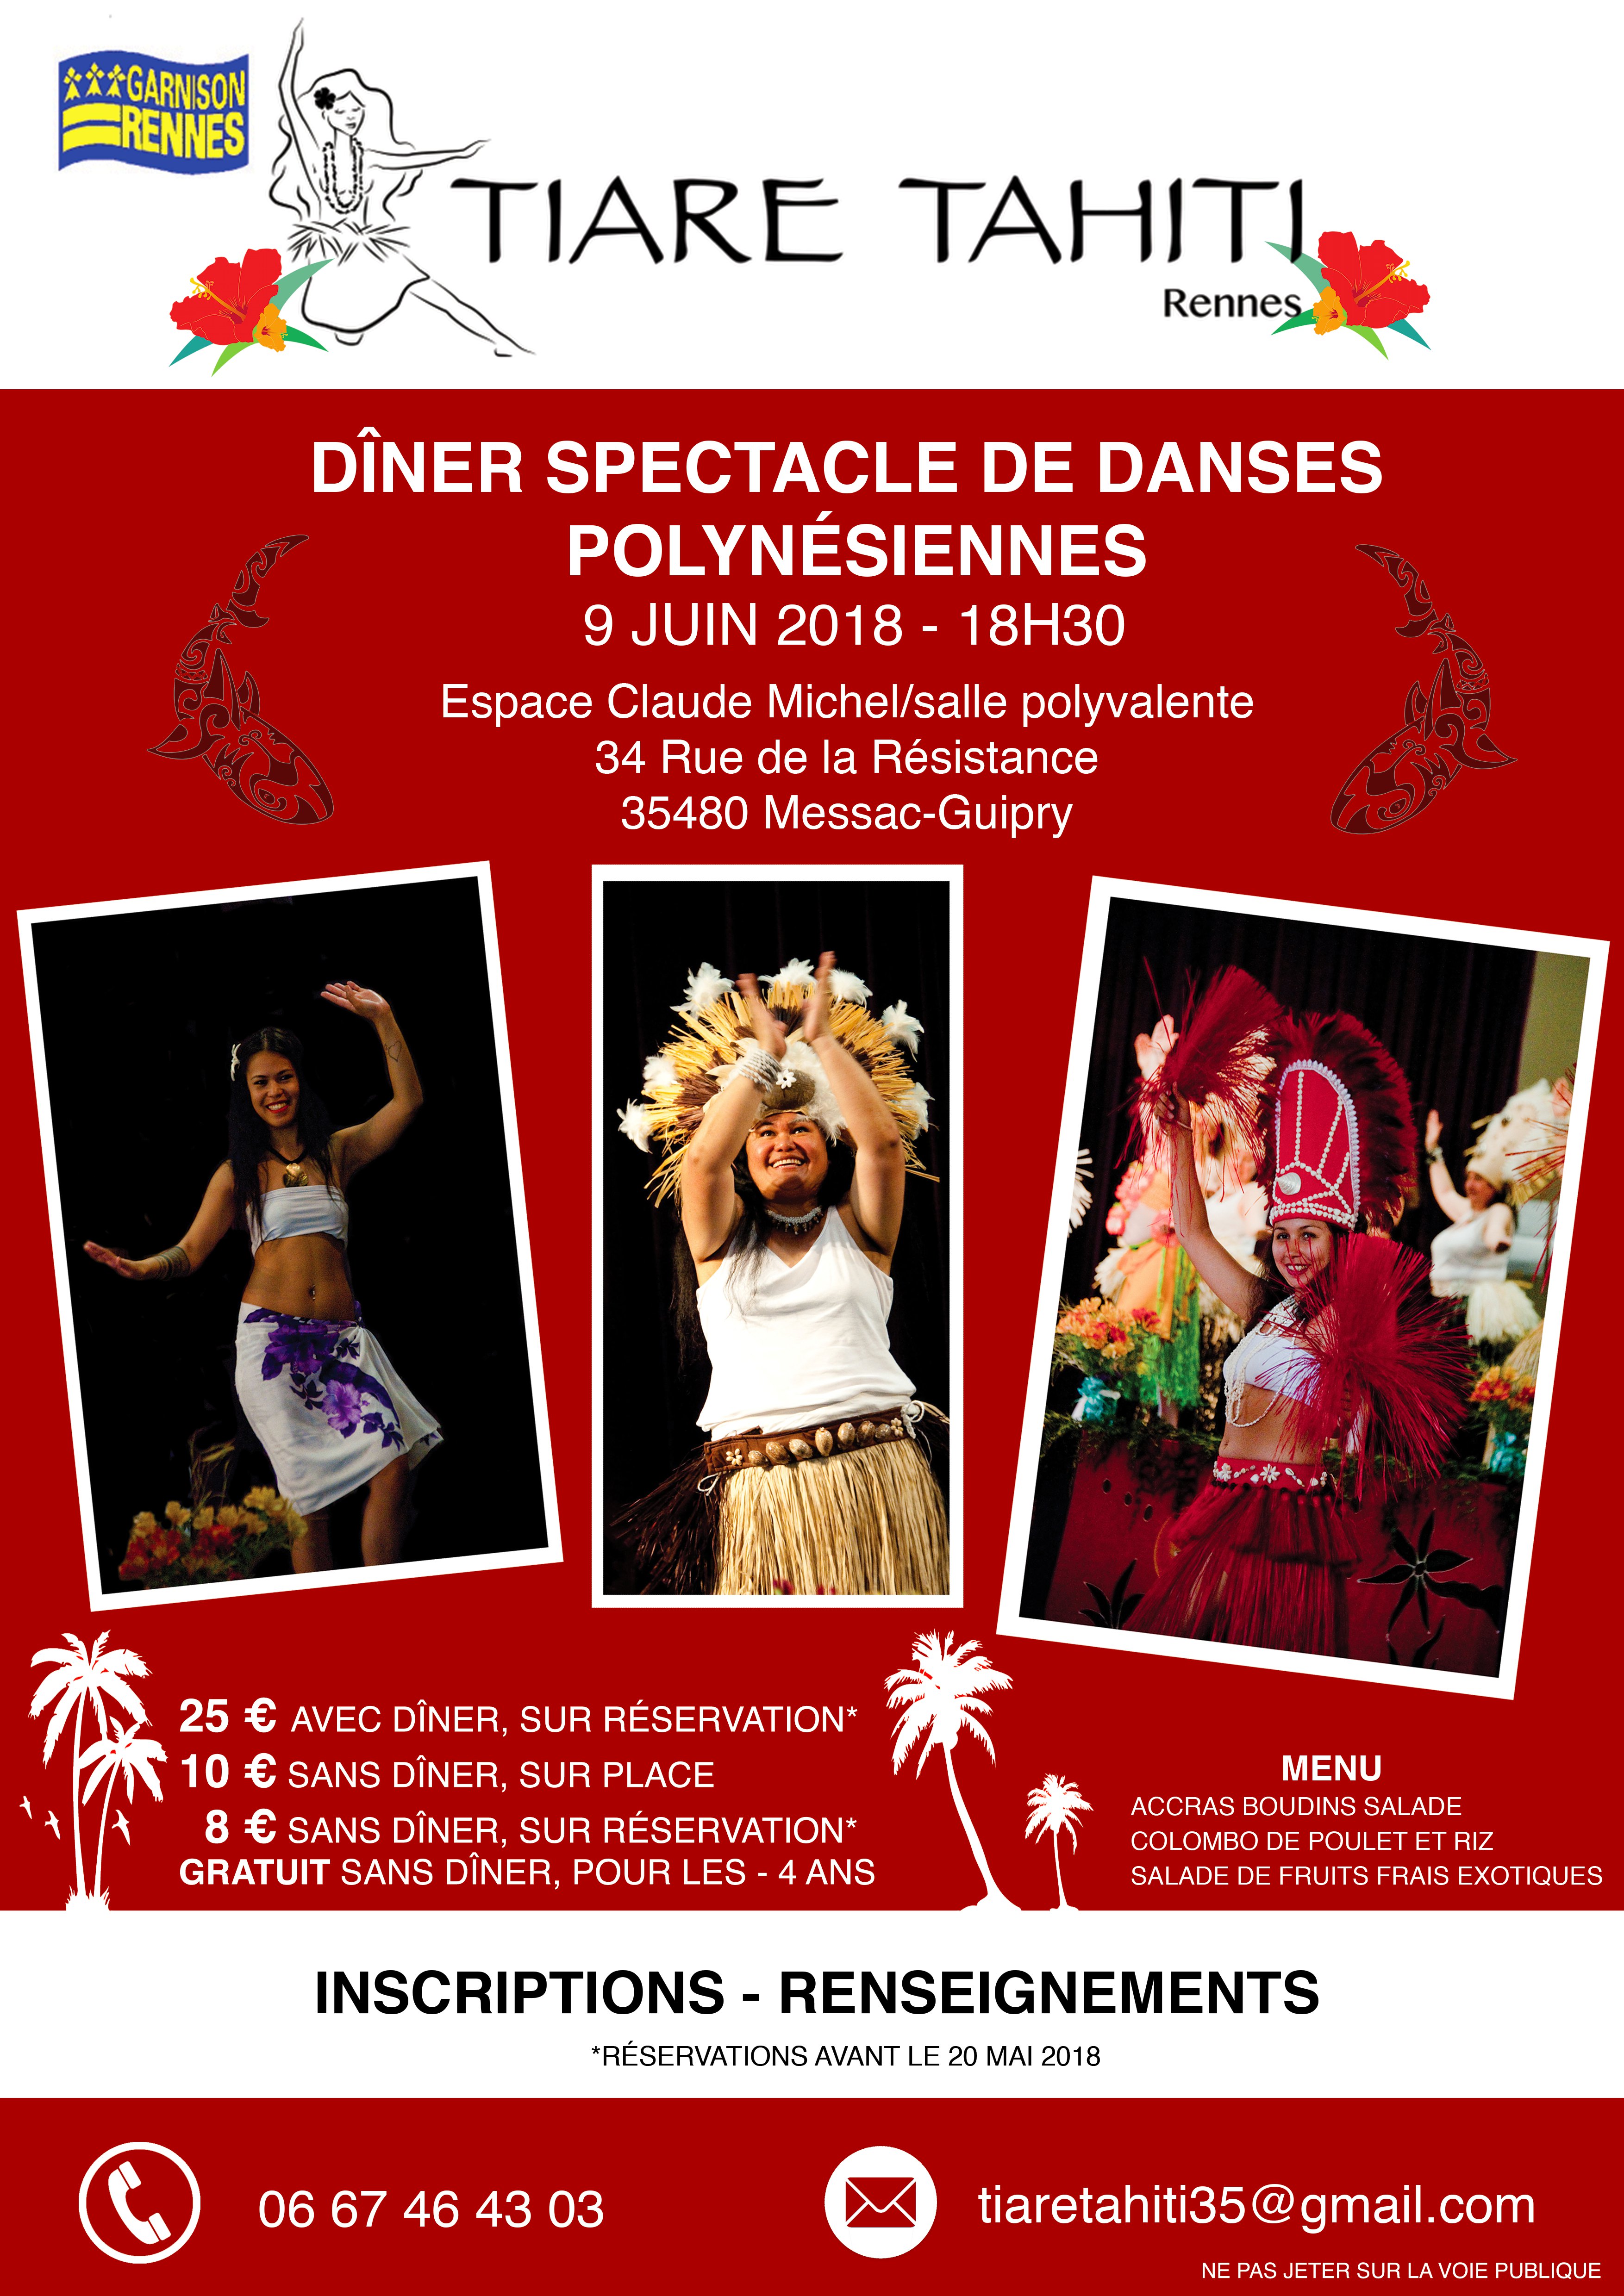 GARNISON
RENNES
TIARE TAHITI
Rennes
DÎNER SPECTACLE DE DANSES
POLYNÉSIENNES
9 JUIN 2018 - 18H30
Espace Claude Michel/salle polyvalente
34 Rue de la Résistance
35480 Messac-Guipry
25 € AVEC DÎNER, SUR RÉSERVATION*
10 € SANS DÎNER, SUR PLACE
8 € SANS DÎNER, SUR RÉSERVATION*
GRATUIT SANS DÎNER, POUR LES - 4 ANS
MENU
ACCRAS BOUDINS SALADE
COLOMBO DE POULET ET RIZ
SALADE DE FRUITS FRAIS EXOTIQUES
INSCRIPTIONS - RENSEIGNEMENTS
*RÉSERVATIONS AVANT LE 20 MAI 2018
06 67 46 43 03
tiaretahiti35@gmail.com
NE PAS JETER SUR LA VOIE PUBLIQUE